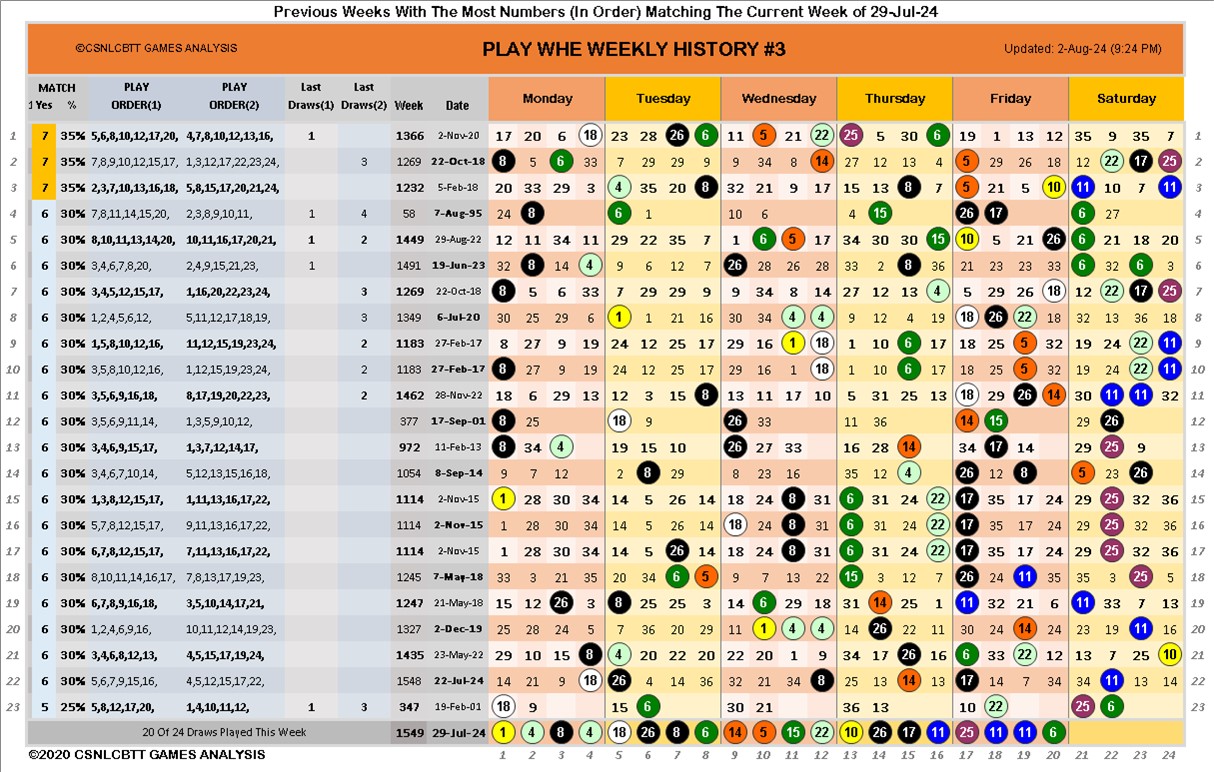 Previous Weeks With The Most Numbers (In Order) Matching The Current Week of 29-Jul-24
©CSNLCBTT GAMES ANALYSIS PLAY WHE WEEKLY HISTORY #3 Updated: 2-Aug-24 (9:24 PM)
MATCH PLAY PLAY Last Last
1 Yes % ORDER(1) ORDER(2) Draws(1) Draws(2) Week Date Monday Tuesday Wednesday Thursday Friday Saturday
1 7 35% 5,6,8,10,12,17,20, 4,7,8,10,12,13,16, 1 1366 2-Nov-20 17 20 6 18 23 28 26 6 11 5 21 22 25 5 30 6 19 1 13 12 35 9 35 7 1
2 7 35% 7,8,9,10,12,15,17, 1,3,12,17,22,23,24, 3 1269 22-Oct-18 8 5 6 33 7 29 29 9 9 34 8 14 27 12 13 4 5 29 26 18 12 22 17 25 2
3 7 35% 2,3,7,10,13,16,18, 5,8,15,17,20,21,24, 1232 5-Feb-18 20 33 29 3 4 35 20 8 32 21 9 17 15 13 8 7 5 21 5 10 11 10 7 11 3
4 6 30% 7,8,11,14,15,20, 2,3,8,9,10,11, 1 4 58 7-Aug-95 24 8 6 1 10 6 4 15 26 17 6 27 4
5 6 30% 8,10,11,13,14,20, 10,11,16,17,20,21, 1 2 1449 29-Aug-22 12 11 34 11 29 22 35 7 1 6 5 17 34 30 30 15 10 5 21 26 6 21 18 20 5
6 6 30% 3,4,6,7,8,20, 2,4,9,15,21,23, 1 1491 19-Jun-23 32 8 14 4 9 6 12 7 26 28 26 28 33 2 8 36 21 23 23 33 6 32 6 3 6
7 6 30% 3,4,5,12,15,17, 1,16,20,22,23,24, 3 1269 22-Oct-18 8 5 6 33 7 29 29 9 9 34 8 14 27 12 13 4 5 29 26 18 12 22 17 25 7
8 6 30% 1,2,4,5,6,12, 5,11,12,17,18,19, 3 1349 6-Jul-20 30 25 29 6 1 1 21 16 30 34 4 4 9 12 4 19 18 26 22 18 32 13 36 18 8
9 6 30% 1,5,8,10,12,16, 11,12,15,19,23,24, 2 1183 27-Feb-17 8 27 9 19 24 12 25 17 29 16 1 18 1 10 6 17 18 25 5 32 19 24 22 11 9
10 6 30% 3,5,8,10,12,16, 1,12,15,19,23,24, 2 1183 27-Feb-17 8 27 9 19 24 12 25 17 29 16 1 18 1 10 6 17 18 25 5 32 19 24 22 11 10
11 6 30% 3,5,6,9,16,18, 8,17,19,20,22,23, 2 1462 28-Nov-22 18 6 29 13 12 3 15 8 13 11 17 10 5 31 25 13 18 29 26 14 30 11 11 32 11
12 6 30% 3,5,6,9,11,14, 1,3,5,9,10,12, 377 17-Sep-01 8 25 18 9 26 33 11 36 14 15 29 26 12
13 6 30% 3,4,6,9,15,17, 1,3,7,12,14,17, 972 11-Feb-13 8 34 4 19 15 10 26 27 33 16 28 14 34 17 14 29 25 9 13
14 6 30% 3,4,6,7,10,14, 5,12,13,15,16,18, 1054 8-Sep-14 9 7 12 2 8 29 8 23 16 35 12 4 26 12 8 5 23 26 14
15 6 30% 1,3,8,12,15,17, 1,11,13,16,17,22, 1114 2-Nov-15 1 28 30 34 14 5 26 14 18 24 8 31 6 31 24 22 17 35 17 24 29 25 32 36 15
16 6 30% 5,7,8,12,15,17, 9,11,13,16,17,22, 1114 2-Nov-15 1 28 30 34 14 5 26 14 18 24 8 31 6 31 24 22 17 35 17 24 29 25 32 36 16
17 6 30% 6,7,8,12,15,17, 7,11,13,16,17,22, 1114 2-Nov-15 1 28 30 34 14 5 26 14 18 24 8 31 6 31 24 22 17 35 17 24 29 25 32 36 17
18 6 30% 8,10,11,14,16,17, 7,8,13,17,19,23, 1245 7-May-18 33 3 21 35 20 34 6 5 9 7 13 22 15 3 12 7 26 24 11 35 35 3 25 5 18
19 6 30% 6,7,8,9,16,18, 3,5,10,14,17,21, 1247 21-May-18 15 12 26 3 8 25 25 3 14 6 29 18 31 14 25 1 11 32 21 6 11 33 7 13 19
20 6 30% 1,2,4,6,9,16, 10,11,12,14,19,23, 1327 2-Dec-19 25 28 24 5 7 36 20 29 11 1 4 4 14 26 22 11 30 24 14 24 23 19 11 16 20
21 6 30% 3,4,6,8,12,13, 4,5,15,17,19,24, 1435 23-May-22 29 10 15 8 4 20 22 20 22 20 1 9 34 17 26 16 6 33 22 12 13 7 25 10 21
22 6 30% 5,6,7,9,15,16, 4,5,12,15,17,22, 1548 22-Jul-24 14 21 9 18 26 4 14 36 32 21 34 8 25 13 14 13 17 14 7 34 34 11 13 14 22
23 5 25% 5,8,12,17,20, 1,4,10,11,12, 1 3 347 19-Feb-01 18 9 15 6 30 21 36 13 10 22 25 6 23
20 Of 24 Draws Played This Week 1549 29-Jul-24 1 4 8 4 18 26 8 6 14 5 15 22 10 26 17 11 25 11 11 6
©2020 CSNLCBTT GAMES ANALYSIS 1 2 3 4 5 6 7 8 9 10 11 12 13 14 15 16 17 18 19 20 21 22 23 24